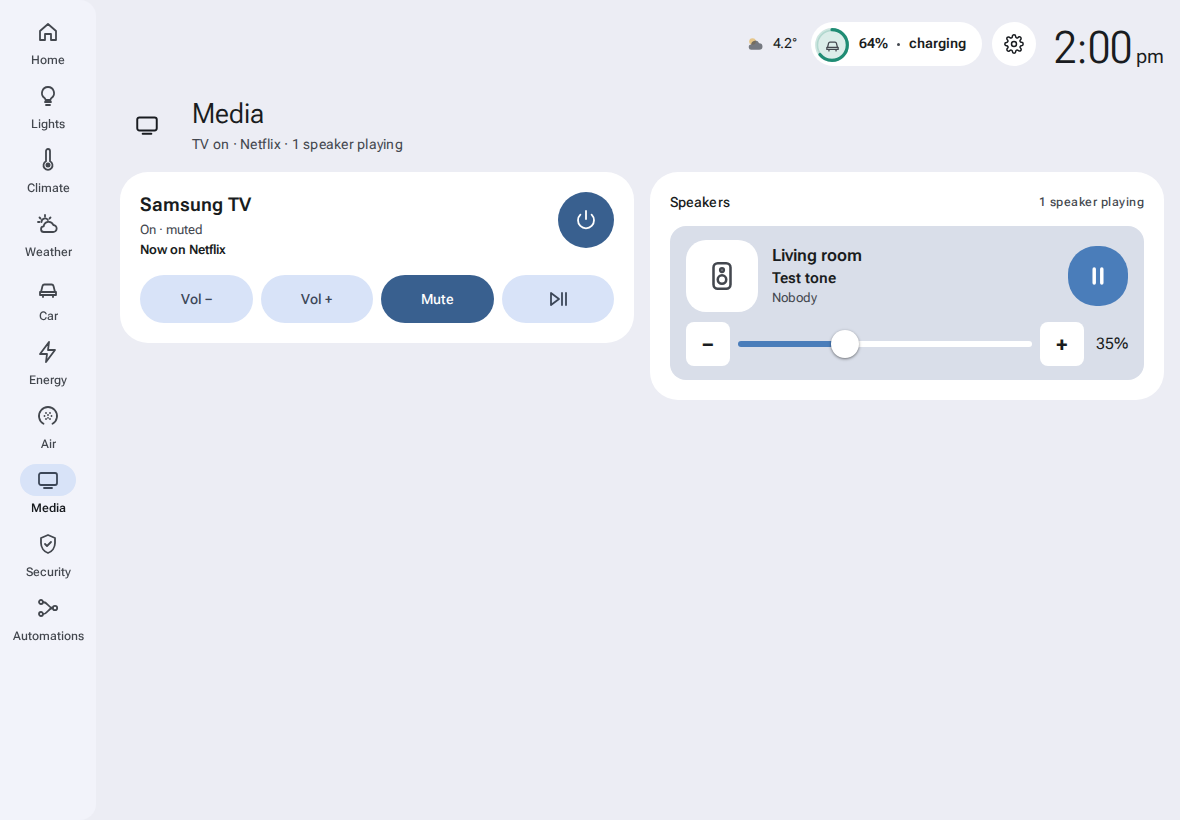 Home
Lights
Climate
Weather
Car
Energy
Air
Media
Security
Automations
4.2°
64% · charging
2:00 pm
Media
TV on · Netflix · 1 speaker playing
Samsung TV
On · muted
Now on Netflix
Vol −
Vol +
Mute
Speakers
1 speaker playing
Living room
Test tone
Nobody
−
+
35%